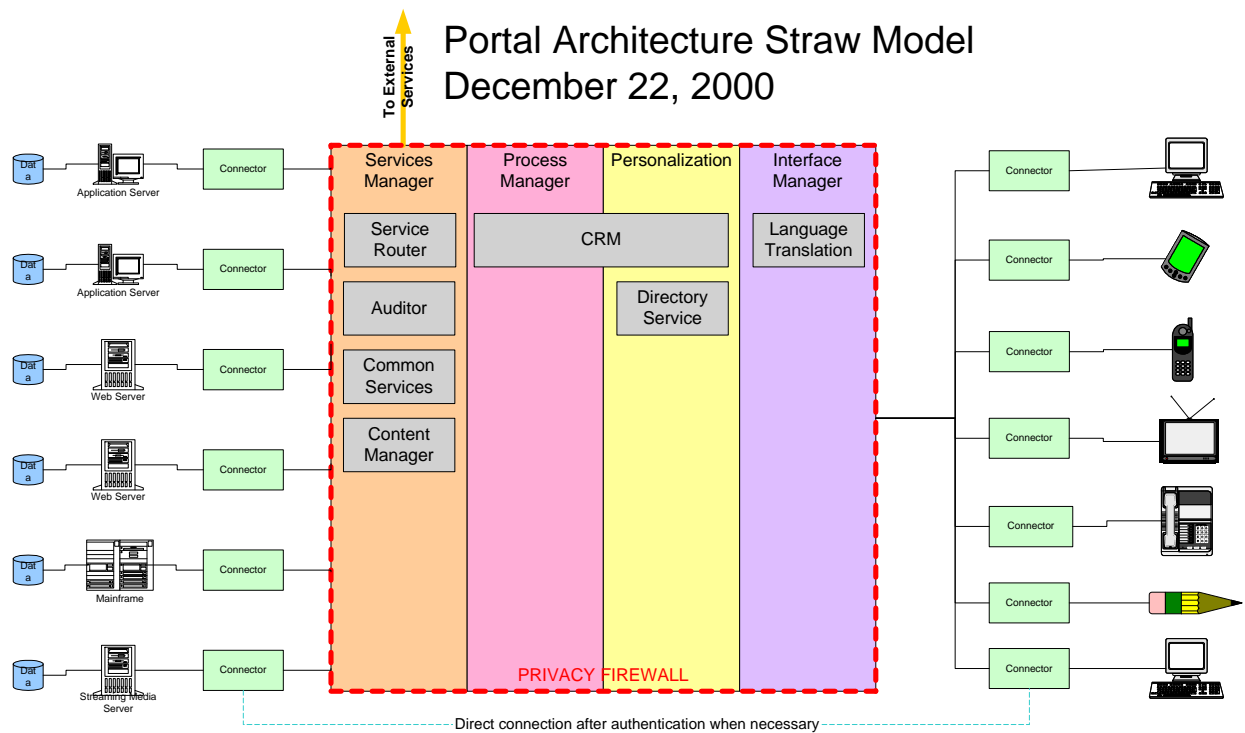 Portal Architecture Straw Model
December 22, 2000
To External
Services
Services
Manager
Process
Manager
Personalization
Interface
Manager
Service
Router
CRM
Language
Translation
Auditor
Directory
Service
Common
Services
Content
Manager
PRIVACY FIREWALL
Dat
a
Application Server
Connector
Dat
a
Application Server
Connector
Dat
a
Web Server
Connector
Dat
a
Web Server
Connector
Dat
a
Mainframe
Connector
Dat
a
Streaming Media
Server
Connector
Connector
Connector
Connector
Connector
Connector
Connector
Connector
Direct connection after authentication when necessary